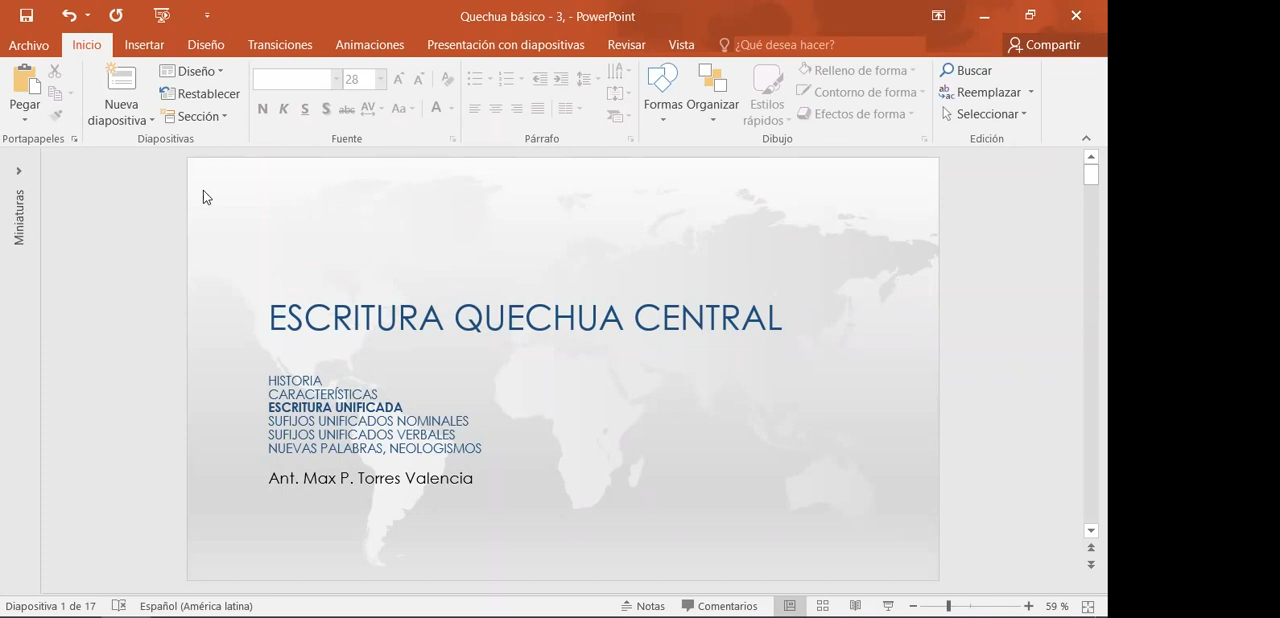 Quechua básico - 3, - PowerPoint
Archivo Inicio Insertar Diseño Transiciones Animaciones Presentación con diapositivas Revisar Vista ¿Qué desea hacer? Compartir
Pegar
Nueva diapositiva
Diseño
Restablecer
Sección
28
N K S S abc AV Aa A
Formas
Organizar
Estilos rápidos
Relleno de forma
Contorno de forma
Efectos de forma
Buscar
Reemplazar
Seleccionar
Portapapeles Diapositivas Fuente Párrafo Dibujo Edición
Miniaturas
ESCRITURA QUECHUA CENTRAL
HISTORIA
CARACTERÍSTICAS
ESCRITURA UNIFICADA
SUFIJOS UNIFICADOS NOMINALES
SUFIJOS UNIFICADOS VERBALES
NUEVAS PALABRAS, NEOLOGISMOS
Ant. Max P. Torres Valencia
Diapositiva 1 de 17 Español (América latina) Notas Comentarios 59 %